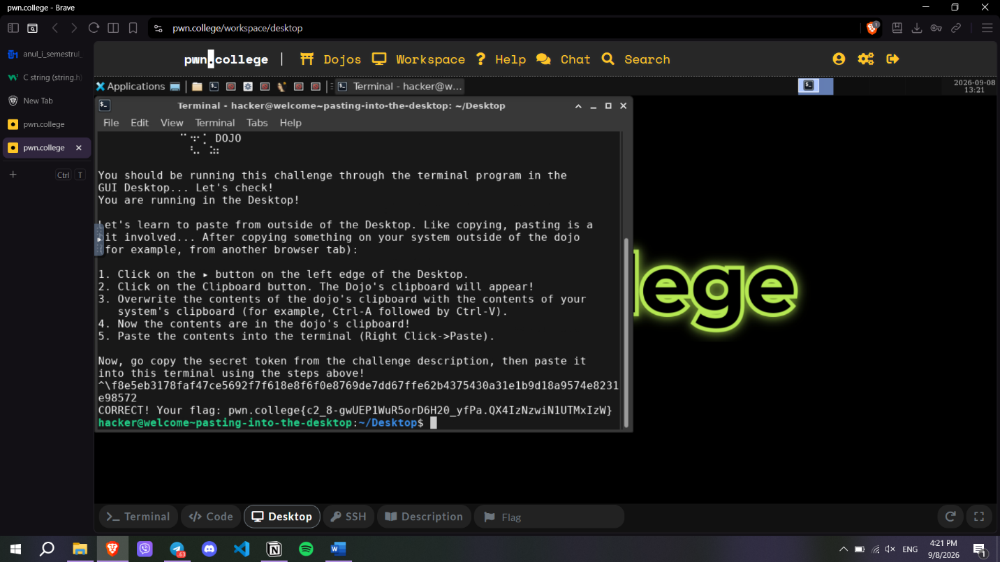 pwn.college - Brave
pwn.college/workspace/desktop
1
anul_i_semestrul_
C string (string.h)
New Tab
pwn.college
pwn.college
Ctrl T
pwn.college | Dojos Workspace Help Chat Search
Applications
Terminal - hacker@w...
2026-09-08
13:21
Terminal - hacker@welcome~pasting-into-the-desktop: ~/Desktop
File Edit View Terminal Tabs Help
DOJO
You should be running this challenge through the terminal program in the
GUI Desktop... Let's check!
You are running in the Desktop!
Let's learn to paste from outside of the Desktop. Like copying, pasting is a
it involved... After copying something on your system outside of the dojo
(for example, from another browser tab):
1. Click on the ▸ button on the left edge of the Desktop.
2. Click on the Clipboard button. The Dojo's clipboard will appear!
3. Overwrite the contents of the dojo's clipboard with the contents of your
system's clipboard (for example, Ctrl-A followed by Ctrl-V).
4. Now the contents are in the dojo's clipboard!
5. Paste the contents into the terminal (Right Click->Paste).
Now, go copy the secret token from the challenge description, then paste it
into this terminal using the steps above!
^\f8e5eb3178faf47ce5692f7f618e8f6f0e8769de7dd67ffe62b4375430a31e1b9d18a9574e8231
e98572
CORRECT! Your flag: pwn.college{c2_8-gwUEP1WuR5orD6H20_yfPa.QX4IzNzwiN1UTMxIzW}
hacker@welcome~pasting-into-the-desktop:~/Desktop$
lege
Terminal Code Desktop SSH Description Flag
63
ENG
4:21 PM
9/8/2026
1